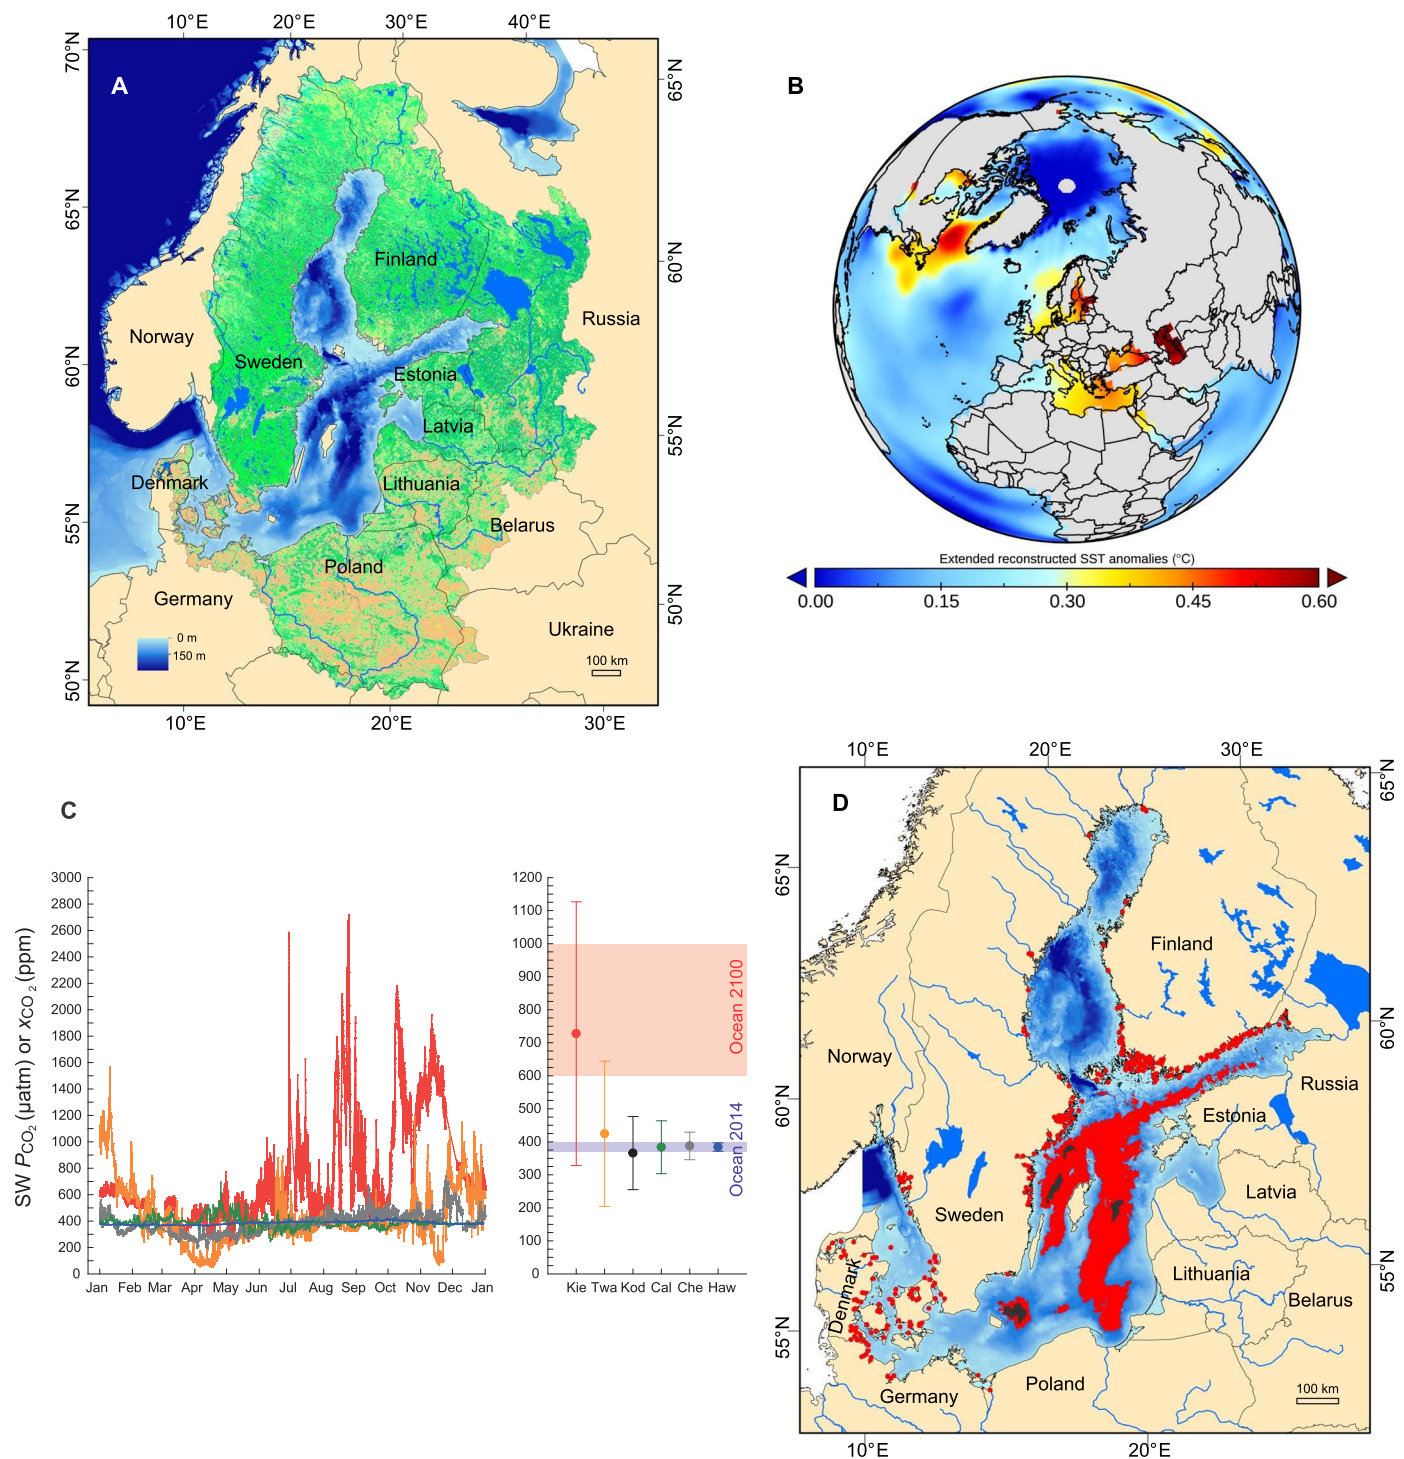 10°E 20°E 30°E 40°E
70°N
65°N
60°N
55°N
50°N
65°N
60°N
55°N
50°N
A
Finland
Norway
Russia
Sweden
Estonia
Latvia
Denmark
Lithuania
Belarus
Poland
Germany
Ukraine
0 m
150 m
100 km
10°E 20°E 30°E
B
Extended reconstructed SST anomalies (°C)
0.00 0.15 0.30 0.45 0.60
C
SW PCO2 (µatm) or xCO2 (ppm)
3000
2800
2600
2400
2200
2000
1800
1600
1400
1200
1000
800
600
400
200
0
Jan Feb Mar Apr May Jun Jul Aug Sep Oct Nov Dec Jan
1200
1100
1000
900
800
700
600
500
400
300
200
100
0
Ocean 2100
Ocean 2014
Kie Twa Kod Cal Che Haw
10°E 20°E 30°E
D
65°N
60°N
55°N
65°N
60°N
55°N
Finland
Norway
Russia
Estonia
Latvia
Sweden
Lithuania
Denmark
Belarus
Poland
Germany
100 km
10°E 20°E